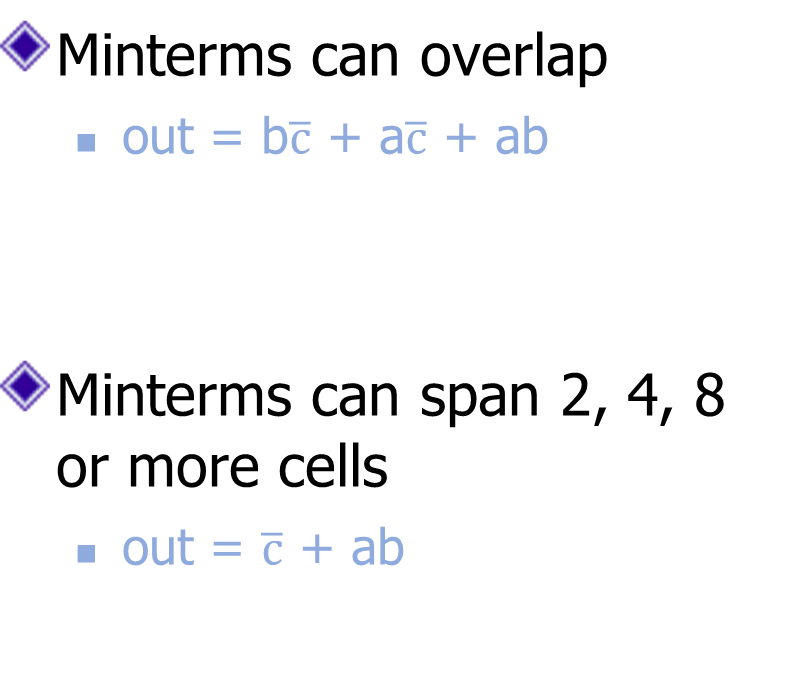 Minterms can overlap
out = bc̅ + ac̅ + ab
Minterms can span 2, 4, 8
or more cells
out = c̅ + ab